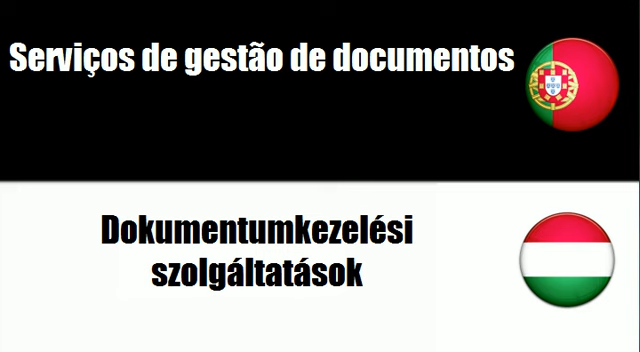 Serviços de gestão de documentos
Dokumentumkezelési
szolgáltatások